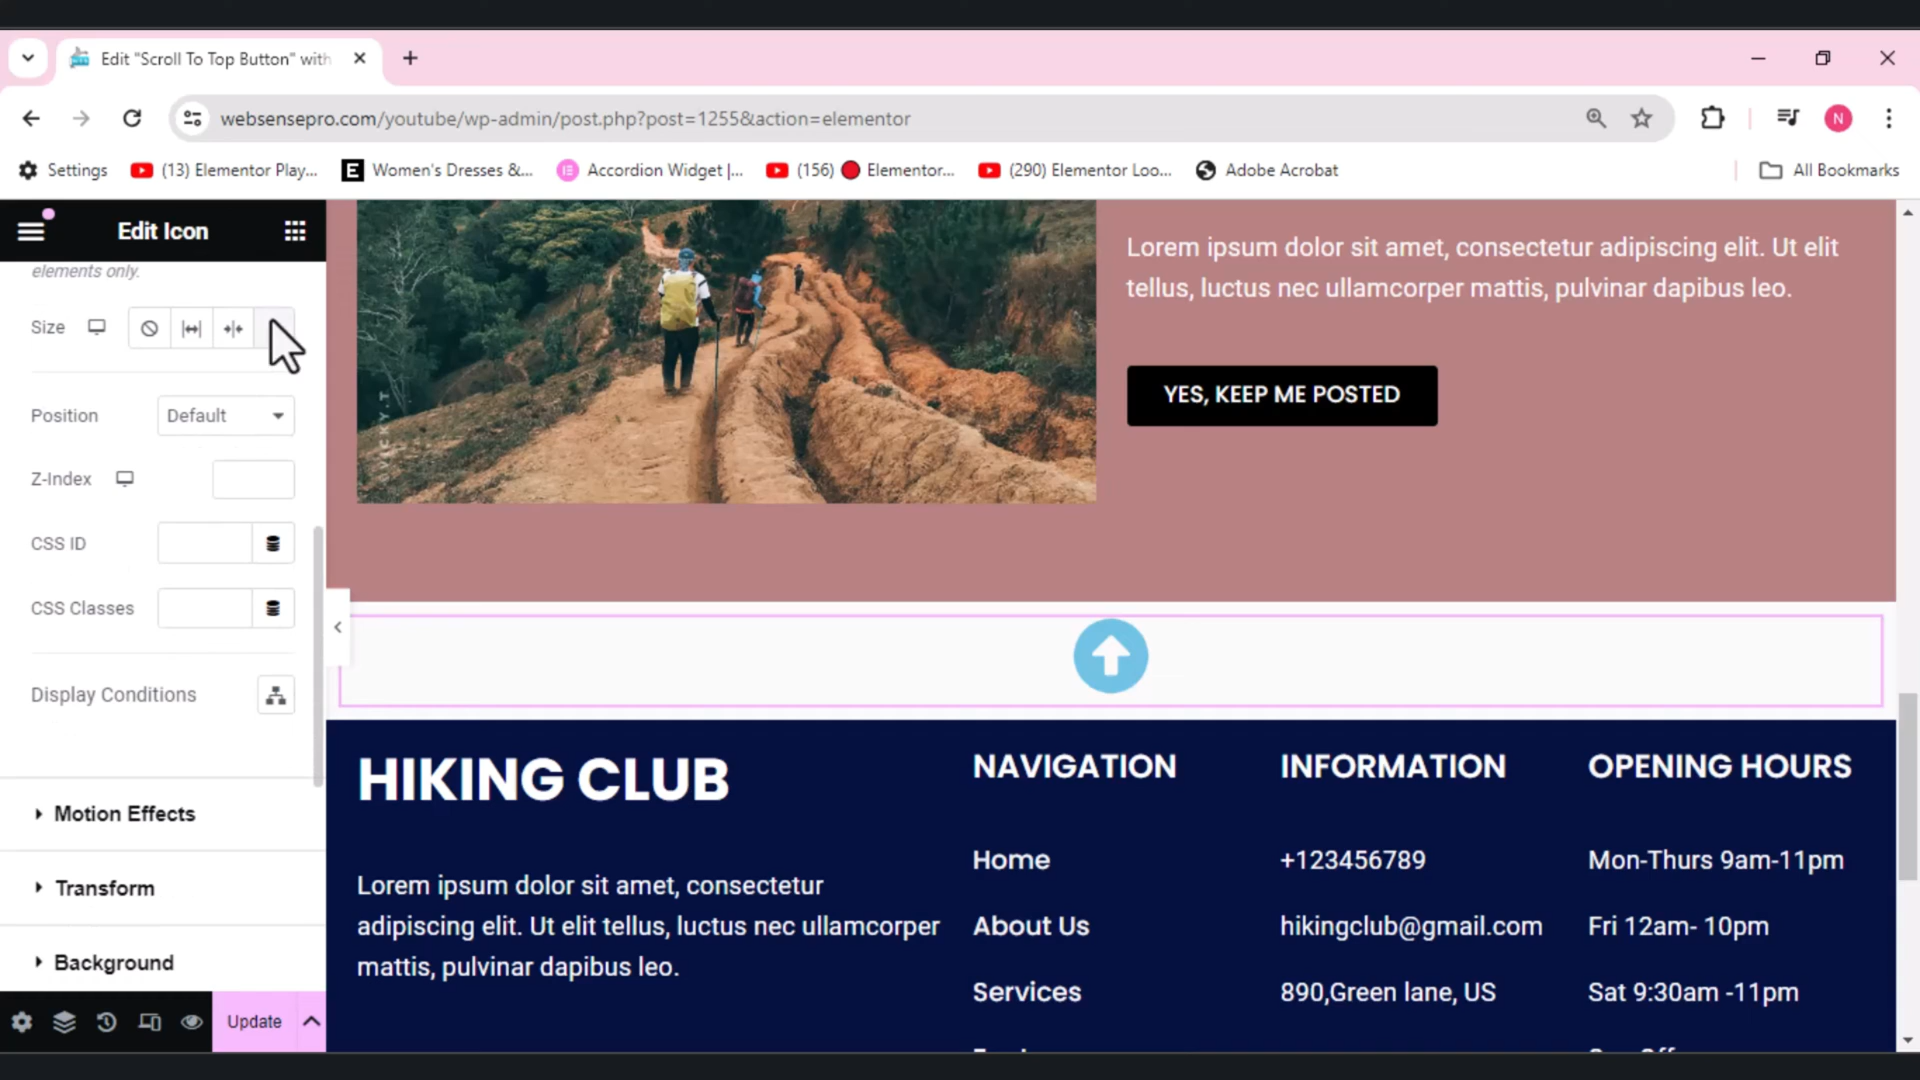 Edit "Scroll To Top Button" with
websensepro.com/youtube/wp-admin/post.php?post=1255&action=elementor
N
Settings
(13) Elementor Play...
Women's Dresses &...
Accordion Widget |...
(156) Elementor...
(290) Elementor Loo...
Adobe Acrobat
All Bookmarks
Edit Icon
elements only.
Size
Position
Default
Z-Index
CSS ID
CSS Classes
Display Conditions
Motion Effects
Transform
Background
Update
Lorem ipsum dolor sit amet, consectetur adipiscing elit. Ut elit
tellus, luctus nec ullamcorper mattis, pulvinar dapibus leo.
YES, KEEP ME POSTED
HIKING CLUB
Lorem ipsum dolor sit amet, consectetur
adipiscing elit. Ut elit tellus, luctus nec ullamcorper
mattis, pulvinar dapibus leo.
NAVIGATION
Home
About Us
Services
INFORMATION
+123456789
hikingclub@gmail.com
890,Green lane, US
OPENING HOURS
Mon-Thurs 9am-11pm
Fri 12am- 10pm
Sat 9:30am -11pm